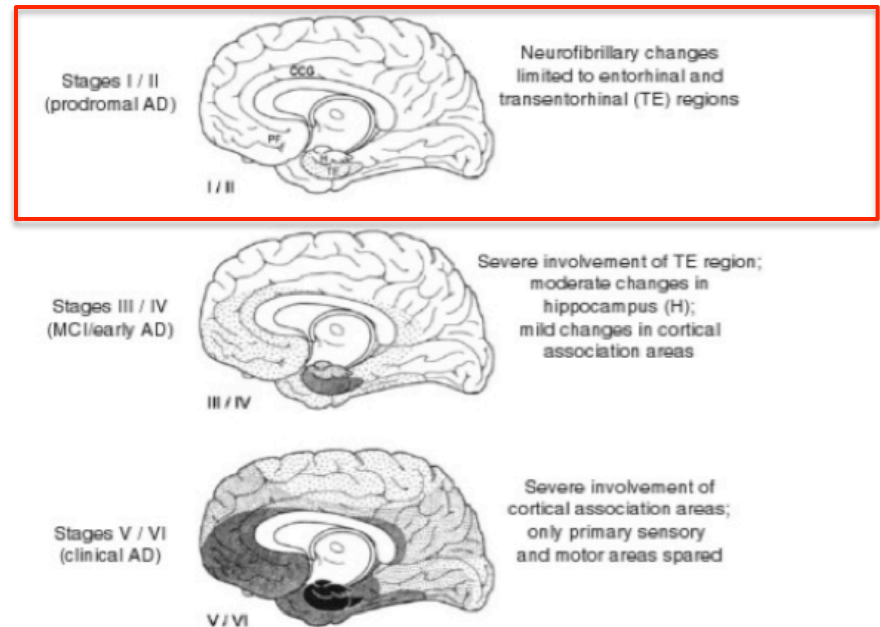 Stages I / II
(prodromal AD)
CCG
PF
H
TE
I / II
Neurofibrillary changes
limited to entorhinal and
transentorhinal (TE) regions
Stages III / IV
(MCI/early AD)
III / IV
Severe involvement of TE region;
moderate changes in
hippocampus (H);
mild changes in cortical
association areas
Stages V / VI
(clinical AD)
V / VI
Severe involvement of
cortical association areas;
only primary sensory
and motor areas spared